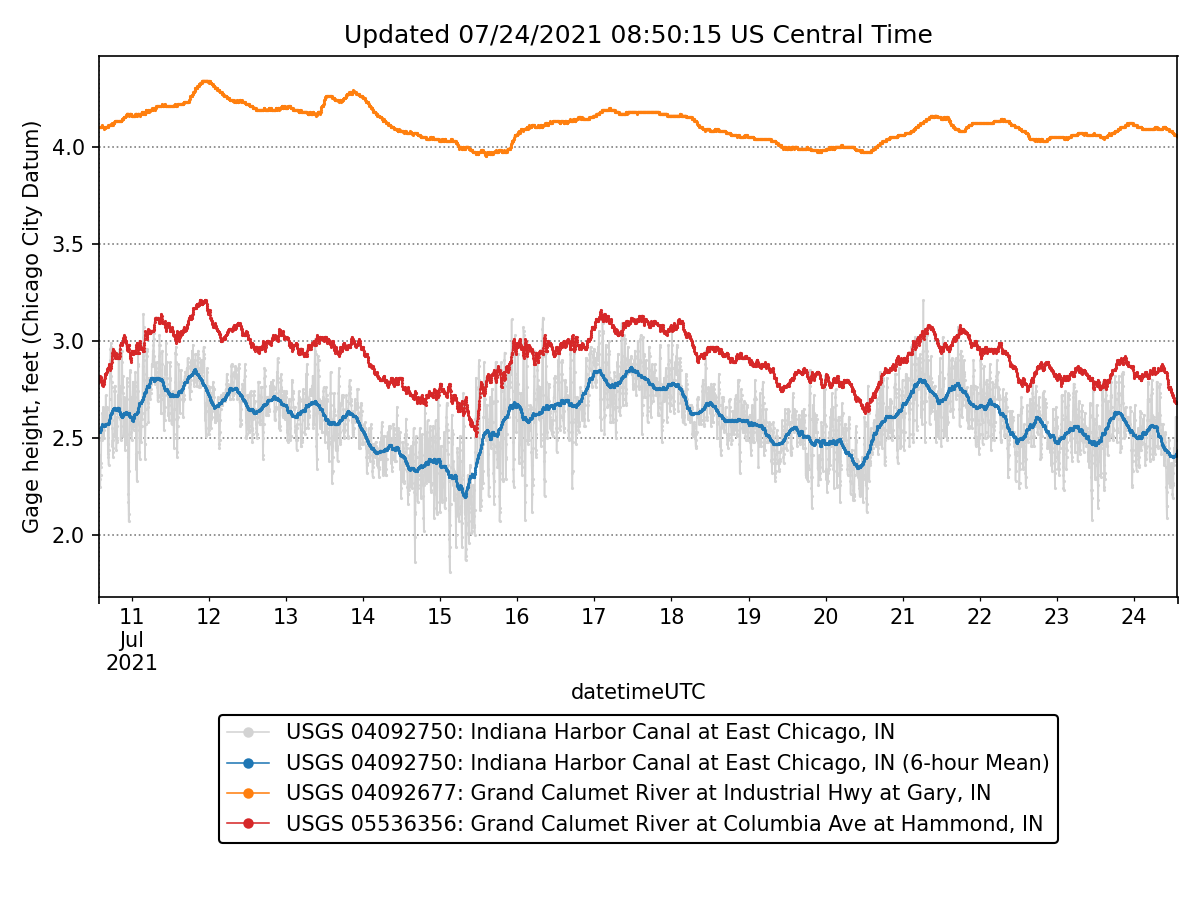 Updated 07/24/2021 08:50:15 US Central Time
Gage height, feet (Chicago City Datum)
4.0
3.5
3.0
2.5
2.0
11 12 13 14 15 16 17 18 19 20 21 22 23 24
Jul
2021
datetimeUTC
USGS 04092750: Indiana Harbor Canal at East Chicago, IN
USGS 04092750: Indiana Harbor Canal at East Chicago, IN (6-hour Mean)
USGS 04092677: Grand Calumet River at Industrial Hwy at Gary, IN
USGS 05536356: Grand Calumet River at Columbia Ave at Hammond, IN